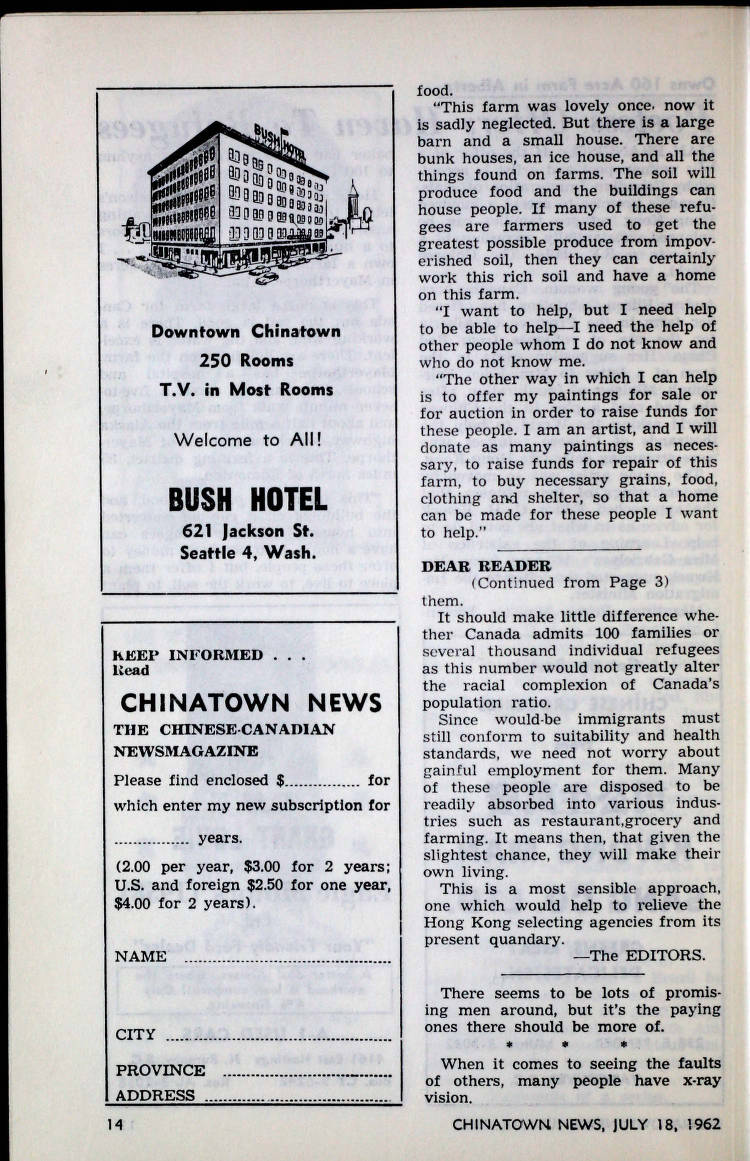 BUSH HOTEL
Downtown Chinatown
250 Rooms
T.V. in Most Rooms
Welcome to All!
BUSH HOTEL
621 Jackson St.
Seattle 4, Wash.
KEEP INFORMED . . .
Read
CHINATOWN NEWS
THE CHINESE-CANADIAN
NEWSMAGAZINE
Please find enclosed $............... for
which enter my new subscription for
............... years.
(2.00 per year, $3.00 for 2 years;
U.S. and foreign $2.50 for one year,
$4.00 for 2 years).
NAME
CITY
PROVINCE
ADDRESS
food.
"This farm was lovely once, now it
is sadly neglected. But there is a large
barn and a small house. There are
bunk houses, an ice house, and all the
things found on farms. The soil will
produce food and the buildings can
house people. If many of these refu-
gees are farmers used to get the
greatest possible produce from impov-
erished soil, then they can certainly
work this rich soil and have a home
on this farm.
"I want to help, but I need help
to be able to help—I need the help of
other people whom I do not know and
who do not know me.
"The other way in which I can help
is to offer my paintings for sale or
for auction in order to raise funds for
these people. I am an artist, and I will
donate as many paintings as neces-
sary, to raise funds for repair of this
farm, to buy necessary grains, food,
clothing and shelter, so that a home
can be made for these people I want
to help."
DEAR READER
(Continued from Page 3)
them.
It should make little difference whe-
ther Canada admits 100 families or
several thousand individual refugees
as this number would not greatly alter
the racial complexion of Canada's
population ratio.
Since would-be immigrants must
still conform to suitability and health
standards, we need not worry about
gainful employment for them. Many
of these people are disposed to be
readily absorbed into various indus-
tries such as restaurant,grocery and
farming. It means then, that given the
slightest chance, they will make their
own living.
This is a most sensible approach,
one which would help to relieve the
Hong Kong selecting agencies from its
present quandary.
—The EDITORS.
There seems to be lots of promis-
ing men around, but it's the paying
ones there should be more of.
* * *
When it comes to seeing the faults
of others, many people have x-ray
vision.
14
CHINATOWN NEWS, JULY 18, 1962